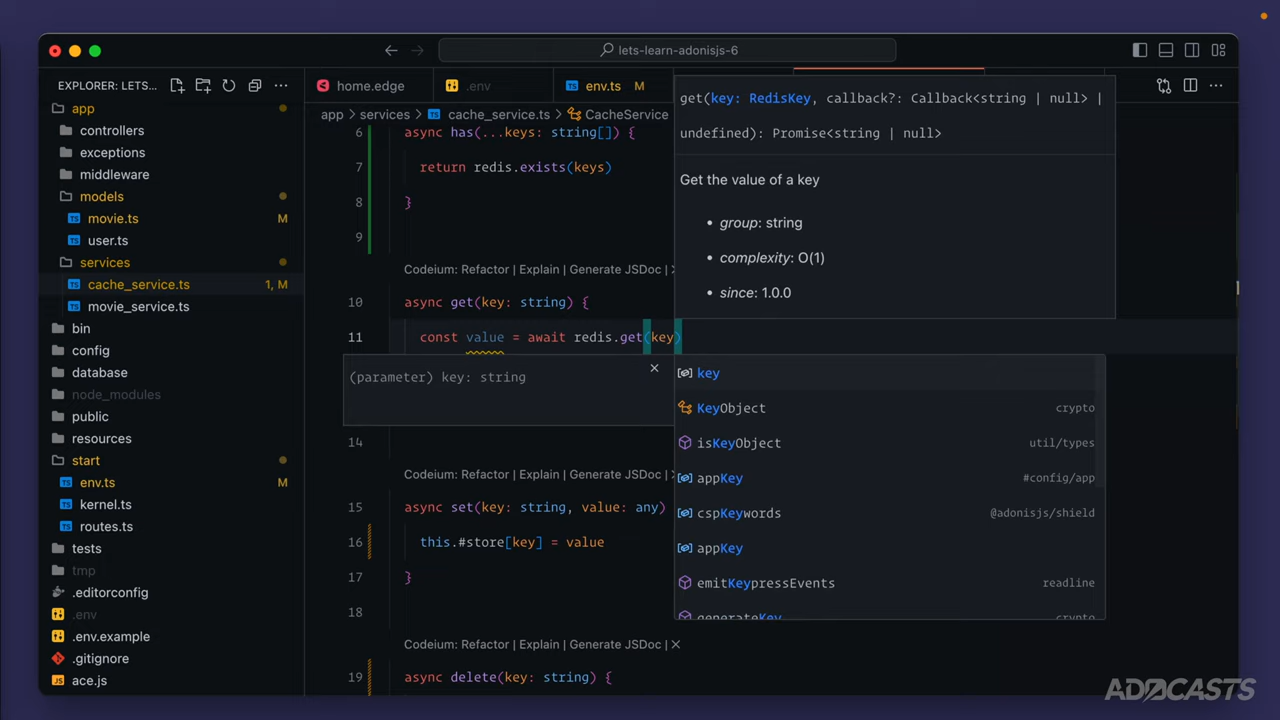 lets-learn-adonisjs-6
EXPLORER: LETS...
app
controllers
exceptions
middleware
models
movie.ts M
user.ts
services
cache_service.ts 1, M
movie_service.ts
bin
config
database
node_modules
public
resources
start
env.ts M
kernel.ts
routes.ts
tests
tmp
.editorconfig
.env
.env.example
.gitignore
ace.js
home.edge
.env
env.ts M
app > services > cache_service.ts > CacheService
6 async has(...keys: string[]) {
7 return redis.exists(keys)
8 }
9
Codeium: Refactor | Explain | Generate JSDoc |
10 async get(key: string) {
11 const value = await redis.get(key)
(parameter) key: string
14
Codeium: Refactor | Explain | Generate JSDoc |
15 async set(key: string, value: any)
16 this.#store[key] = value
17 }
18
Codeium: Refactor | Explain | Generate JSDoc | ×
19 async delete(key: string) {
get(key: RedisKey, callback?: Callback<string | null> |
undefined): Promise<string | null>
Get the value of a key
• group: string
• complexity: O(1)
• since: 1.0.0
key
KeyObject crypto
isKeyObject util/types
appKey #config/app
cspKeywords @adonisjs/shield
appKey
emitKeypressEvents readline
generateKey crypto
ADOCASTS